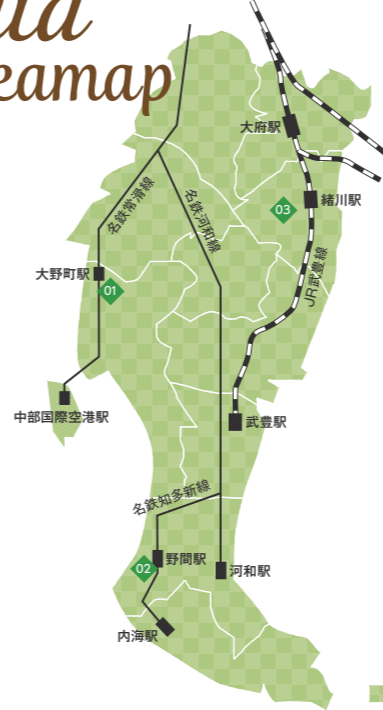 eamap
大府駅
緒川駅
03
名鉄常滑線
名鉄河和線
JR武豊線
大野町駅
01
中部国際空港駅
武豊駅
名鉄知多新線
02
野間駅
河和駅
内海駅